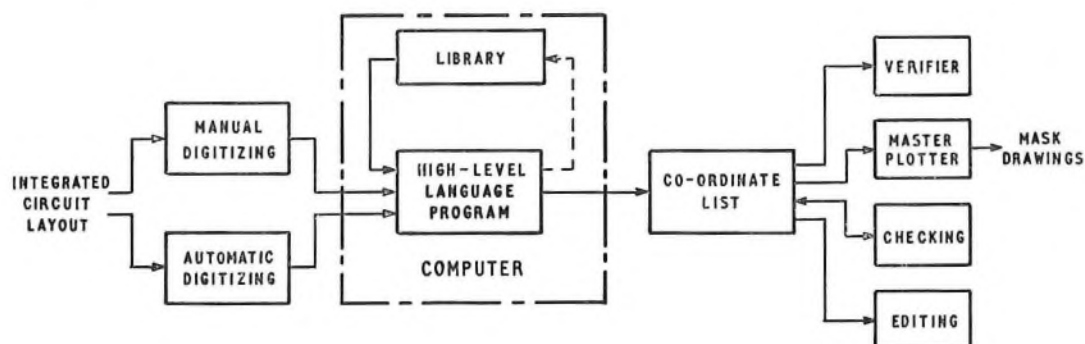 INTEGRATED
CIRCUIT
LAYOUT
MANUAL
DIGITIZING
AUTOMATIC
DIGITIZING
LIBRARY
HIGH-LEVEL
LANGUAGE
PROGRAM
COMPUTER
CO-ORDINATE
LIST
VERIFIER
MASTER
PLOTTER
MASK
DRAWINGS
CHECKING
EDITING